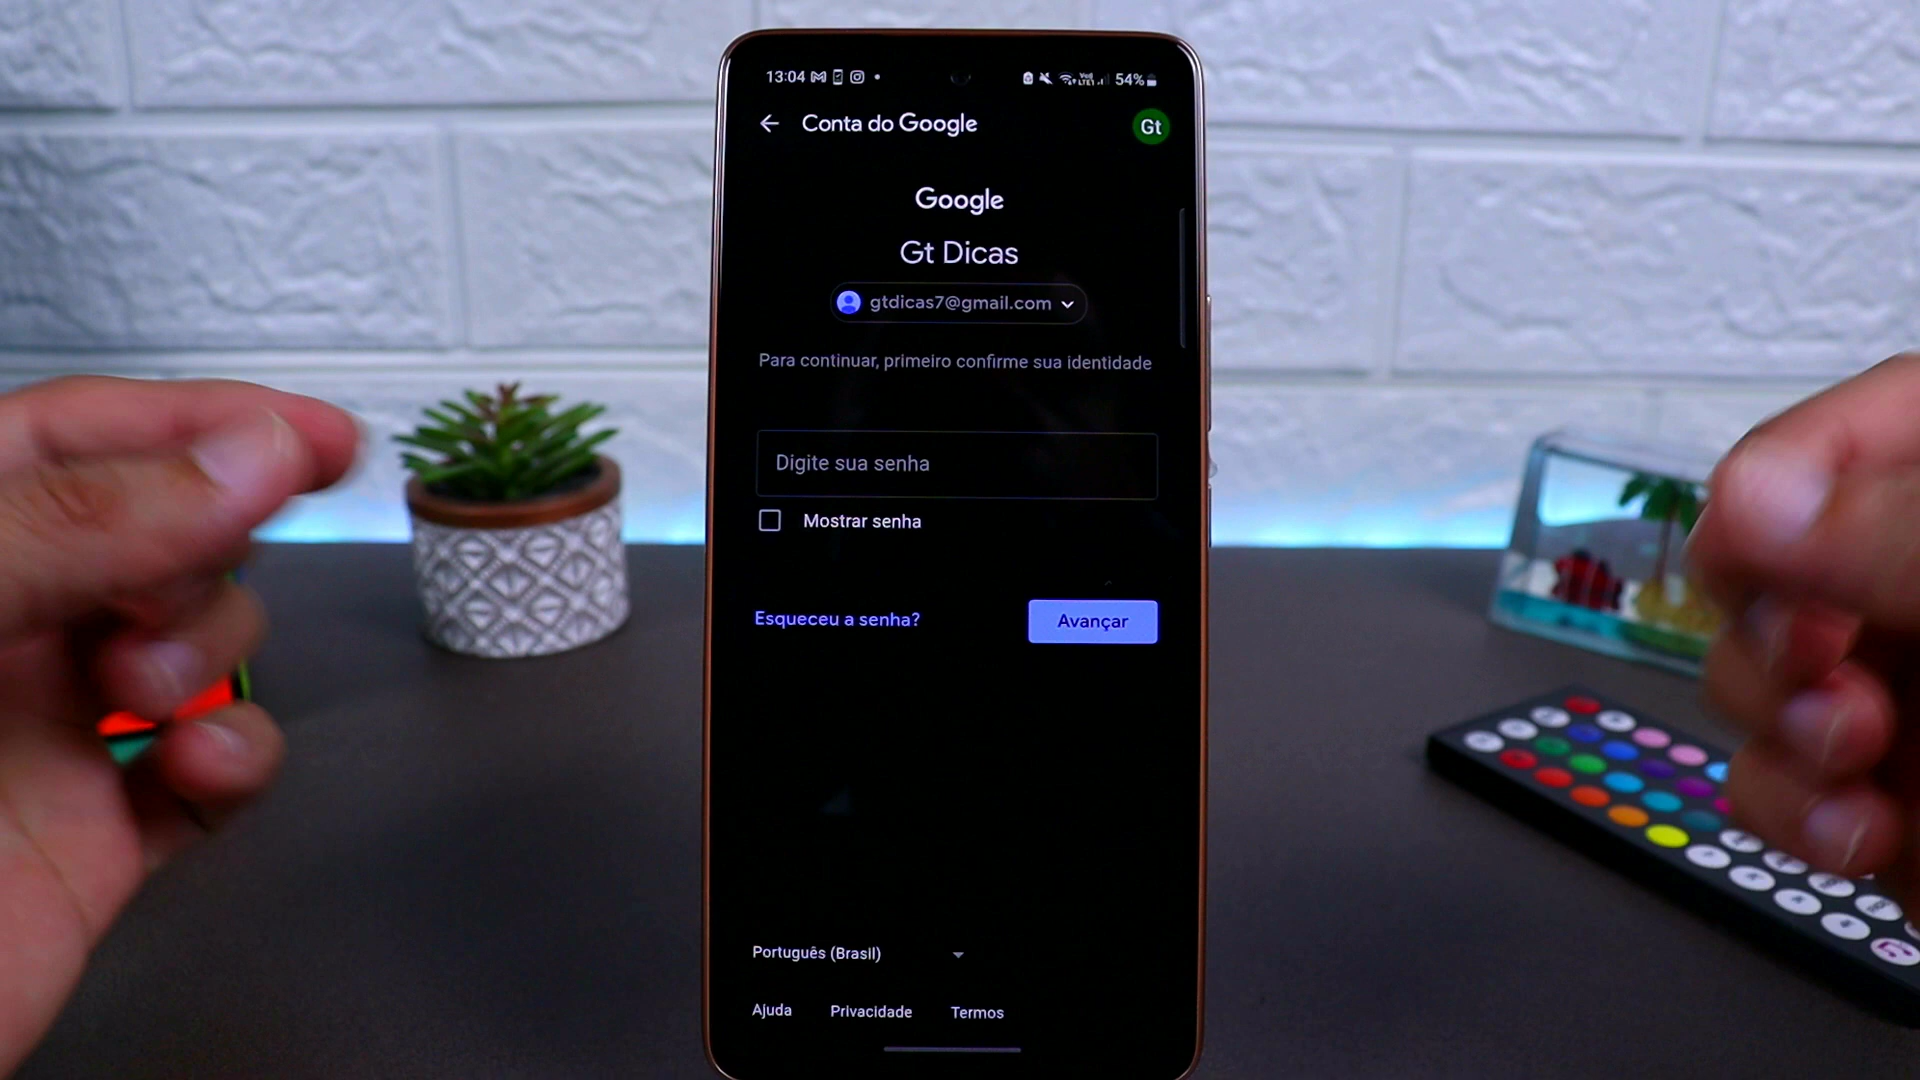 13:04
54%
Conta do Google
Gt
Google
Gt Dicas
gtdicas7@gmail.com
Para continuar, primeiro confirme sua identidade
Digite sua senha
Mostrar senha
Esqueceu a senha?
Avançar
Português (Brasil)
Ajuda
Privacidade
Termos